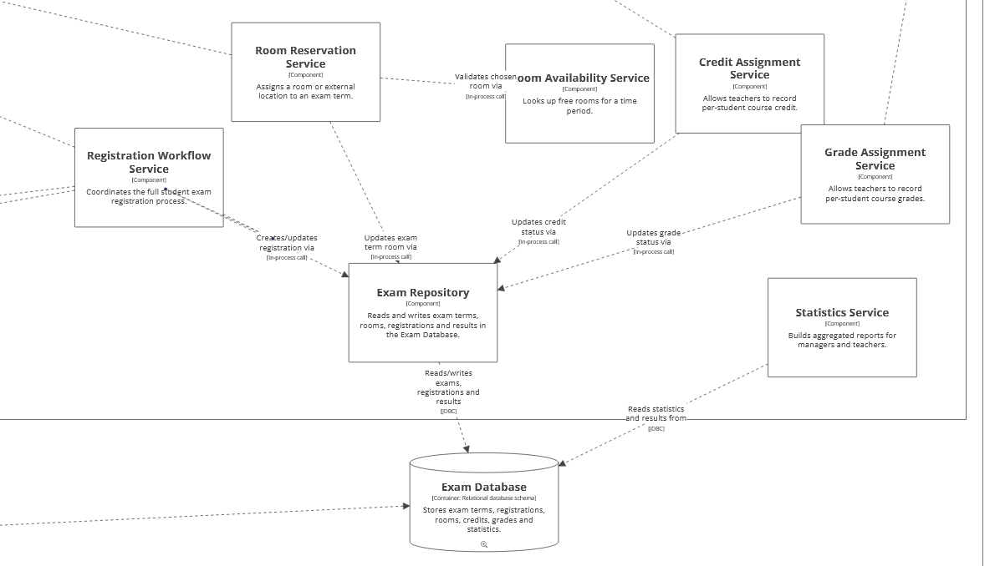 Room Reservation
Service
[Component]
Assigns a room or external
location to an exam term.
Validates chosen
room via
[In-process call]
oom Availability Service
[Component]
Looks up free rooms for a time
period.
Credit Assignment
Service
[Component]
Allows teachers to record
per-student course credit.
Registration Workflow
Service
[Component]
Coordinates the full student exam
registration process.
Grade Assignment
Service
[Component]
Allows teachers to record
per-student course grades.
Creates/updates
registration via
[In-process call]
Updates exam
term room via
[In-process call]
Updates credit
status via
[In-process call]
Updates grade
status via
[In-process call]
Exam Repository
[Component]
Reads and writes exam terms,
rooms, registrations and results in
the Exam Database.
Statistics Service
[Component]
Builds aggregated reports for
managers and teachers.
Reads/writes
exams,
registrations and
results
[JDBC]
Reads statistics
and results from
[JDBC]
Exam Database
[Container: Relational database schema]
Stores exam terms, registrations,
rooms, credits, grades and
statistics.